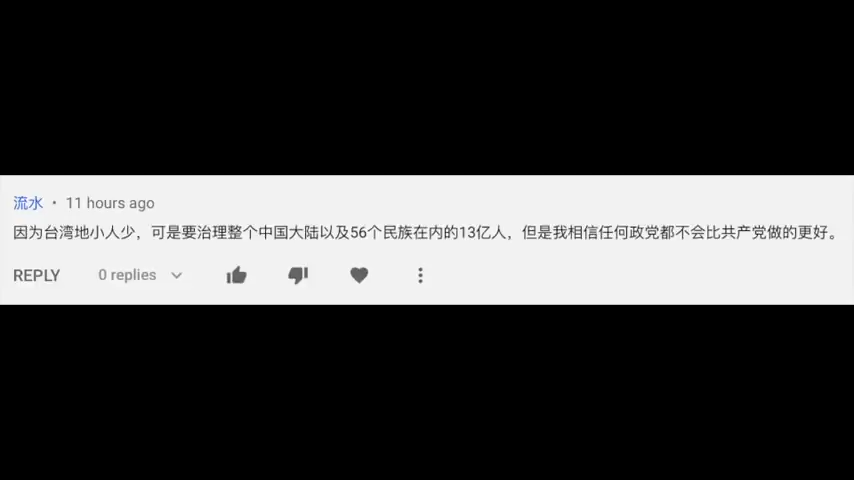 流水 • 11 hours ago
因为台湾地小人少，可是要治理整个中国大陆以及56个民族在内的13亿人，但是我相信任何政党都不会比共产党做的更好。
REPLY 0 replies